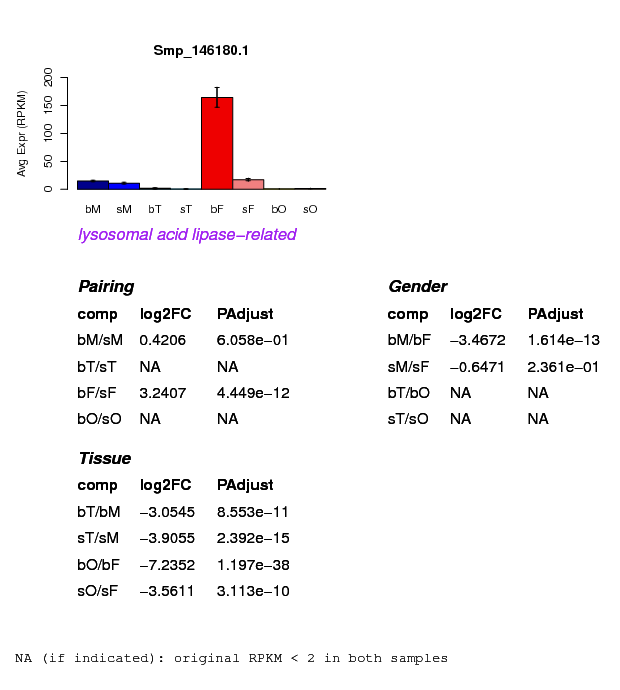 Smp_146180.1
Avg Expr (RPKM)
200
150
100
50
0
bM sM bT sT bF sF bO sO
lysosomal acid lipase−related
Pairing
comp log2FC PAdjust
bM/sM 0.4206 6.058e−01
bT/sT NA NA
bF/sF 3.2407 4.449e−12
bO/sO NA NA
Gender
comp log2FC PAdjust
bM/bF −3.4672 1.614e−13
sM/sF −0.6471 2.361e−01
bT/bO NA NA
sT/sO NA NA
Tissue
comp log2FC PAdjust
bT/bM −3.0545 8.553e−11
sT/sM −3.9055 2.392e−15
bO/bF −7.2352 1.197e−38
sO/sF −3.5611 3.113e−10
NA (if indicated): original RPKM < 2 in both samples